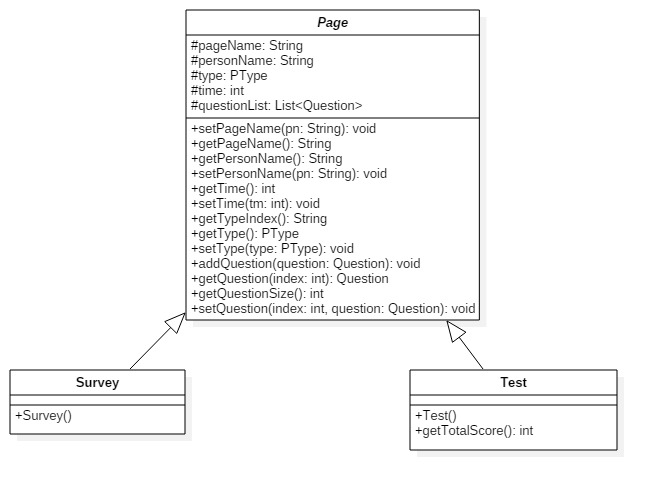 Page
#pageName: String
#personName: String
#type: PType
#time: int
#questionList: List<Question>
+setPageName(pn: String): void
+getPageName(): String
+getPersonName(): String
+setPersonName(pn: String): void
+getTime(): int
+setTime(tm: int): void
+getTypeIndex(): String
+getType(): PType
+setType(type: PType): void
+addQuestion(question: Question): void
+getQuestion(index: int): Question
+getQuestionSize(): int
+setQuestion(index: int, question: Question): void
Survey
+Survey()
Test
+Test()
+getTotalScore(): int